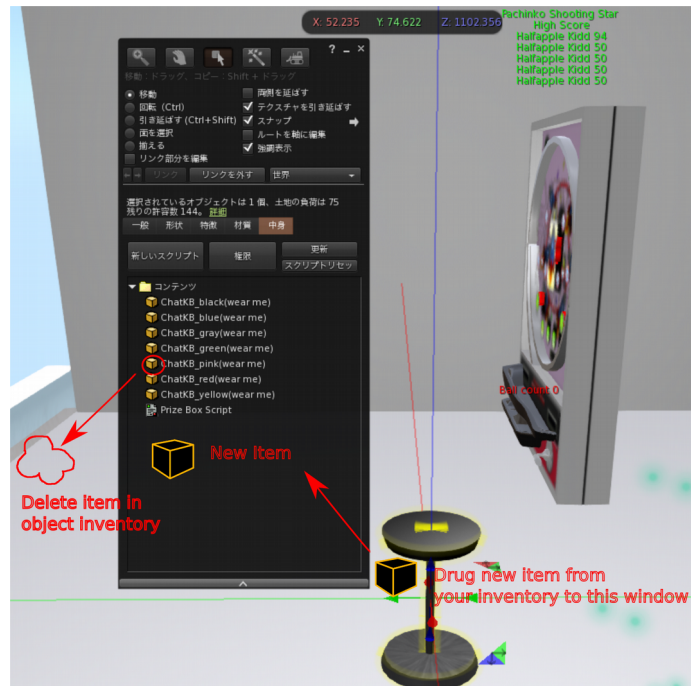 X: 52.235 Y: 74.622 Z: 1102.356
Pachinko Shooting Star
High Score
Halfapple Kidd 94
Halfapple Kidd 50
Halfapple Kidd 50
Halfapple Kidd 50
Halfapple Kidd 50
? _ ×
移動：ドラッグ、コピー：Shift + ドラッグ
移動
回転 (Ctrl)
引き延ばす (Ctrl+Shift)
面を選択
揃える
リンク部分を編集
両側を延ばす
テクスチャを引き延ばす
スナップ
ルートを軸に編集
強調表示
リンク リンクを外す 世界
選択されているオブジェクトは 1 個、土地の負荷は 75
残りの許容数 144。 詳細
一般 形状 特徴 材質 中身
新しいスクリプト 権限 更新
スクリプトリセッ
コンテンツ
ChatKB_black(wear me)
ChatKB_blue(wear me)
ChatKB_gray(wear me)
ChatKB_green(wear me)
ChatKB_pink(wear me)
ChatKB_red(wear me)
ChatKB_yellow(wear me)
Prize Box Script
Ball count 0
New Item
Delete item in
object inventory
Drug new item from
your inventory to this window